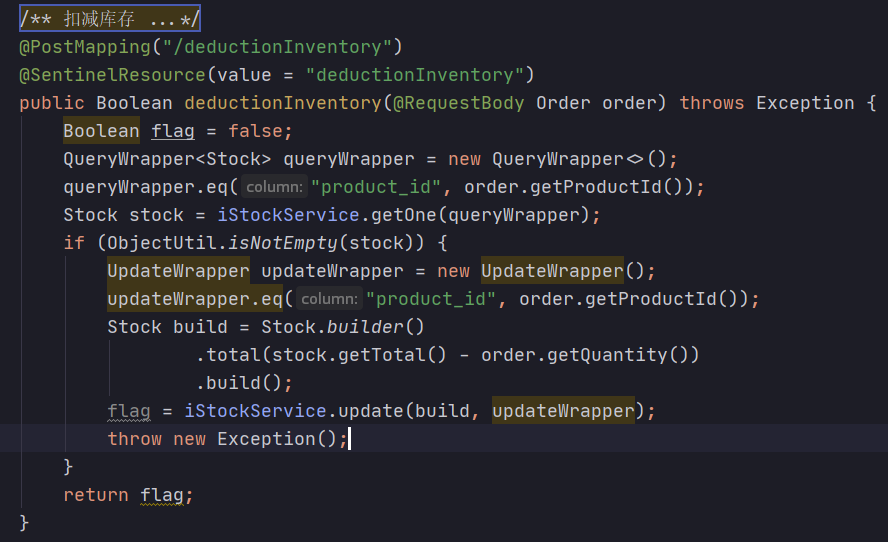 /** 扣减库存 ...*/
@PostMapping("/deductionInventory")
@SentinelResource(value = "deductionInventory")
public Boolean deductionInventory(@RequestBody Order order) throws Exception {
    Boolean flag = false;
    QueryWrapper<Stock> queryWrapper = new QueryWrapper<>();
    queryWrapper.eq( column: "product_id", order.getProductId());
    Stock stock = iStockService.getOne(queryWrapper);
    if (ObjectUtil.isNotEmpty(stock)) {
        UpdateWrapper updateWrapper = new UpdateWrapper();
        updateWrapper.eq( column: "product_id", order.getProductId());
        Stock build = Stock.builder()
                .total(stock.getTotal() - order.getQuantity())
                .build();
        flag = iStockService.update(build, updateWrapper);
        throw new Exception();
    }
    return flag;
}